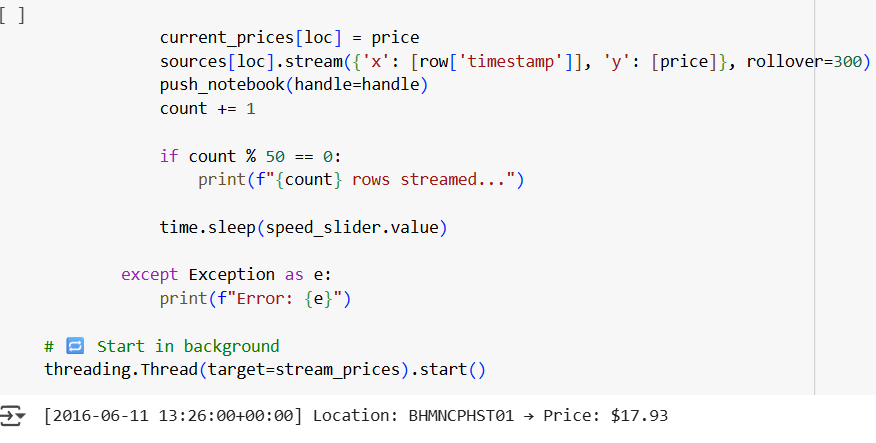 [ ]
current_prices[loc] = price
sources[loc].stream({'x': [row['timestamp']], 'y': [price]}, rollover=300)
push_notebook(handle=handle)
count += 1
if count % 50 == 0:
print(f"{count} rows streamed...")
time.sleep(speed_slider.value)
except Exception as e:
print(f"Error: {e}")
# 🔁 Start in background
threading.Thread(target=stream_prices).start()
[2016-06-11 13:26:00+00:00] Location: BHMNCPHST01 → Price: $17.93